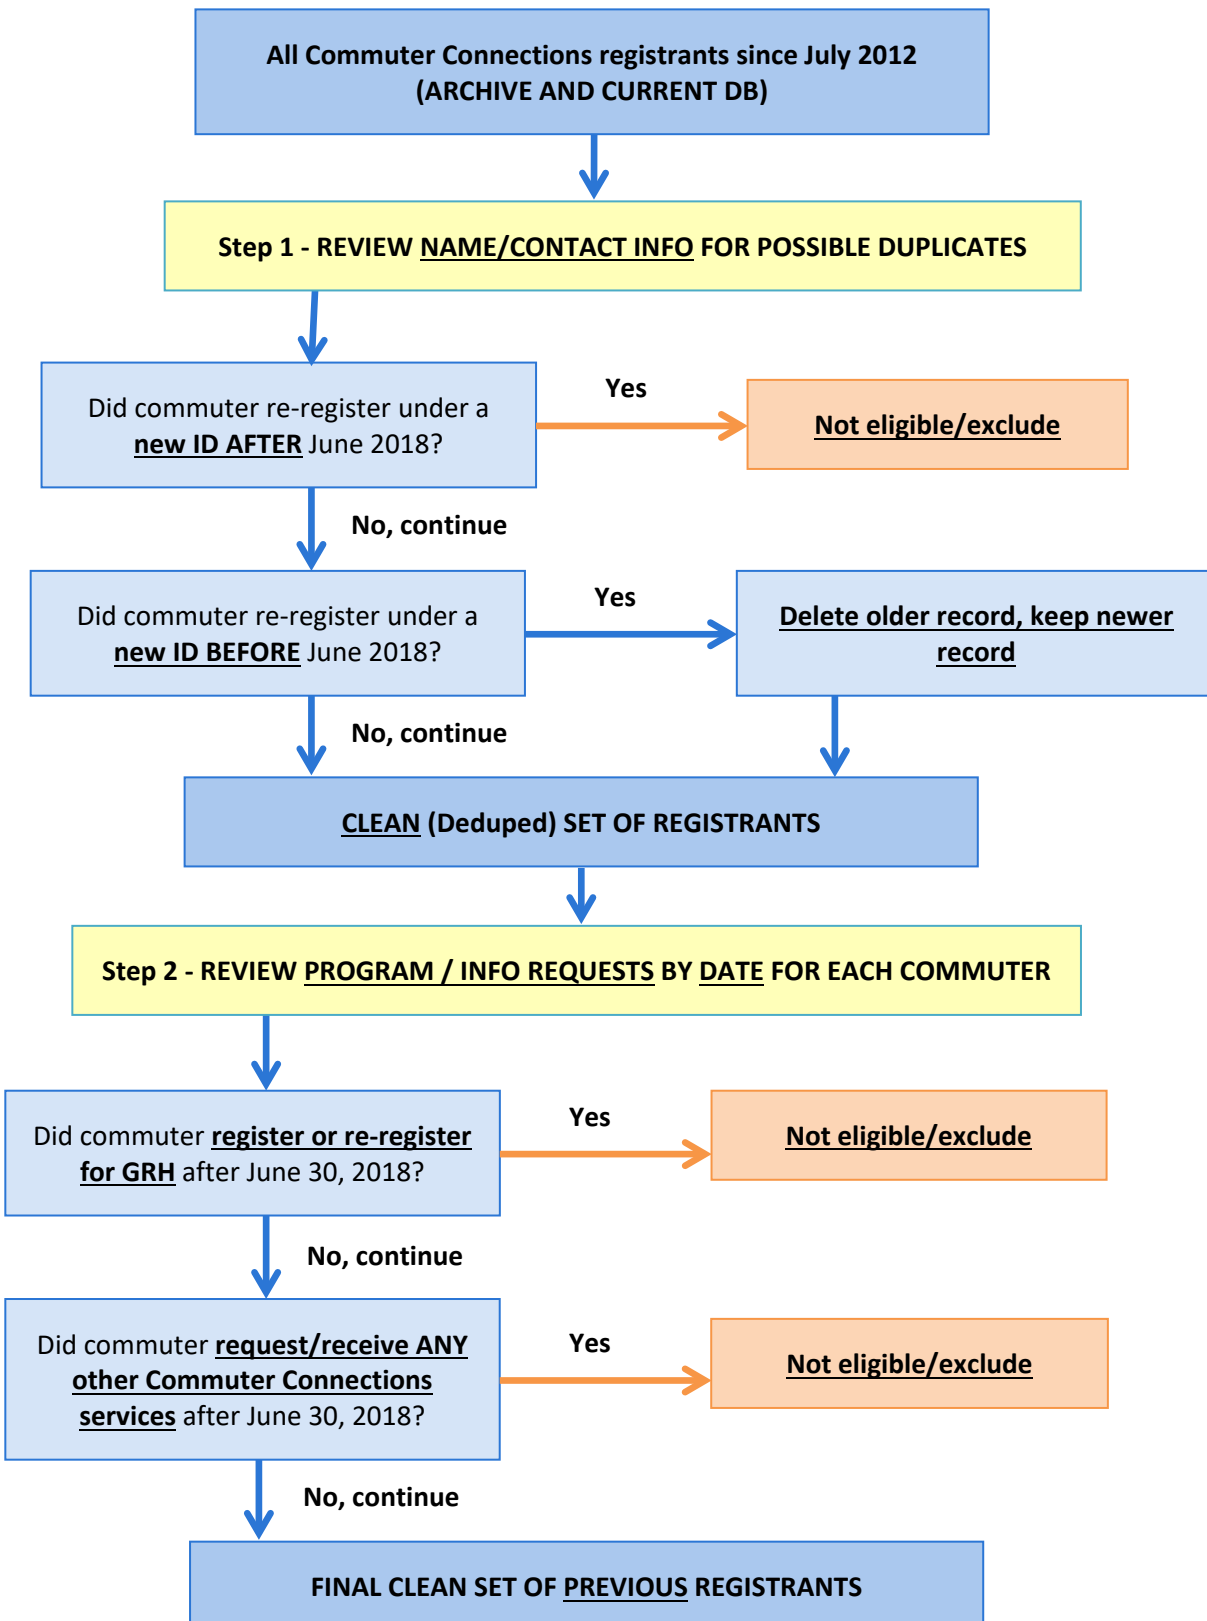 All Commuter Connections registrants since July 2012
(ARCHIVE AND CURRENT DB)
Step 1 - REVIEW NAME/CONTACT INFO FOR POSSIBLE DUPLICATES
Did commuter re-register under a
new ID AFTER June 2018?
Yes
Not eligible/exclude
No, continue
Did commuter re-register under a
new ID BEFORE June 2018?
Yes
Delete older record, keep newer
record
No, continue
CLEAN (Deduped) SET OF REGISTRANTS
Step 2 - REVIEW PROGRAM / INFO REQUESTS BY DATE FOR EACH COMMUTER
Did commuter register or re-register
for GRH after June 30, 2018?
Yes
Not eligible/exclude
No, continue
Did commuter request/receive ANY
other Commuter Connections
services after June 30, 2018?
Yes
Not eligible/exclude
No, continue
FINAL CLEAN SET OF PREVIOUS REGISTRANTS